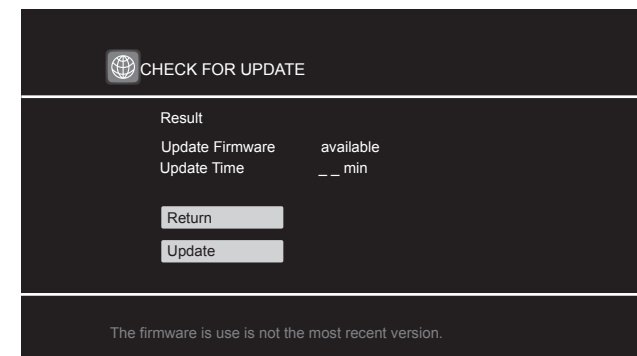 CHECK FOR UPDATE
Result
Update Firmware available
Update Time _ _ min
Return
Update
The firmware is use is not the most recent version.